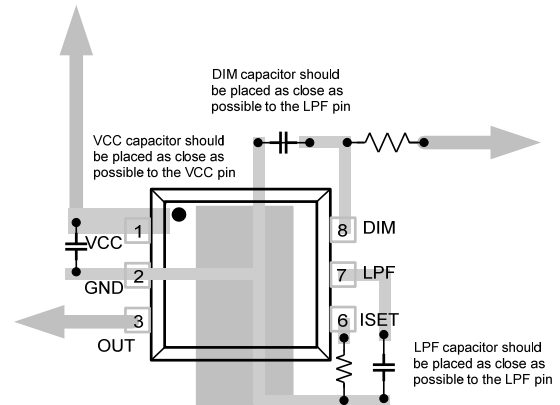 DIM capacitor should
be placed as close as
possible to the LPF pin
VCC capacitor should
be placed as close as
possible to the VCC pin
1
8
DIM
VCC
2
7
LPF
GND
3
6
ISET
OUT
LPF capacitor should
be placed as close as
possible to the LPF pin